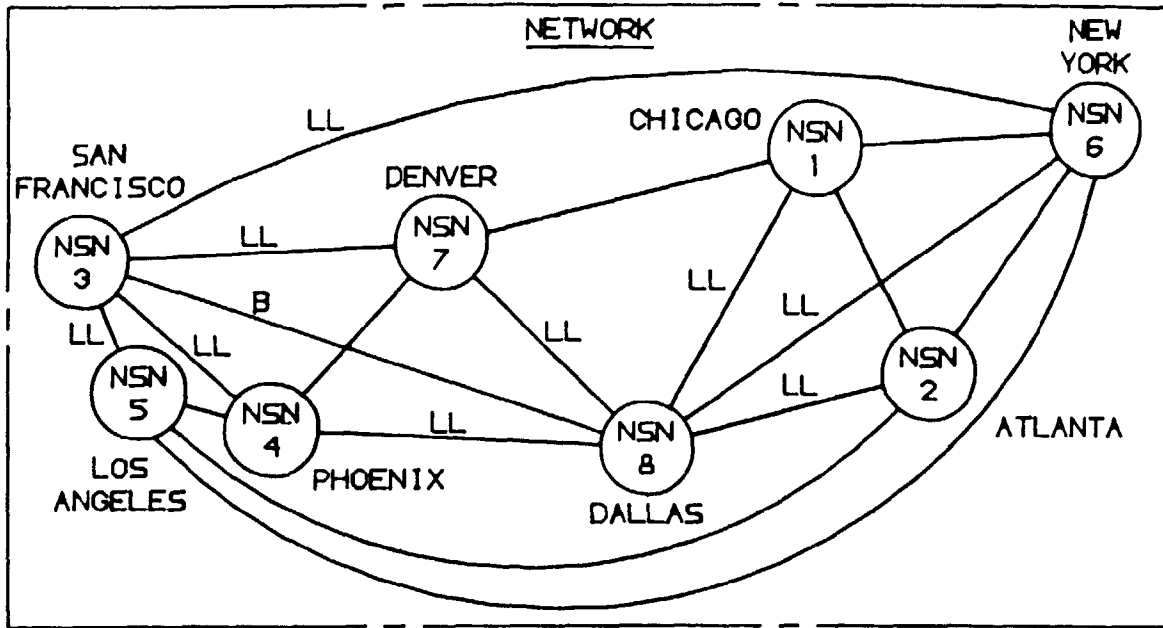 NETWORK
NEW
YORK
LL
CHICAGO
NSN
1
NSN
6
SAN
FRANCISCO
DENVER
NSN
3
LL
NSN
7
B
LL
LL
LL
LL
LL
NSN
5
NSN
4
LL
NSN
8
LL
NSN
2
LOS
ANGELES
PHOENIX
DALLAS
ATLANTA